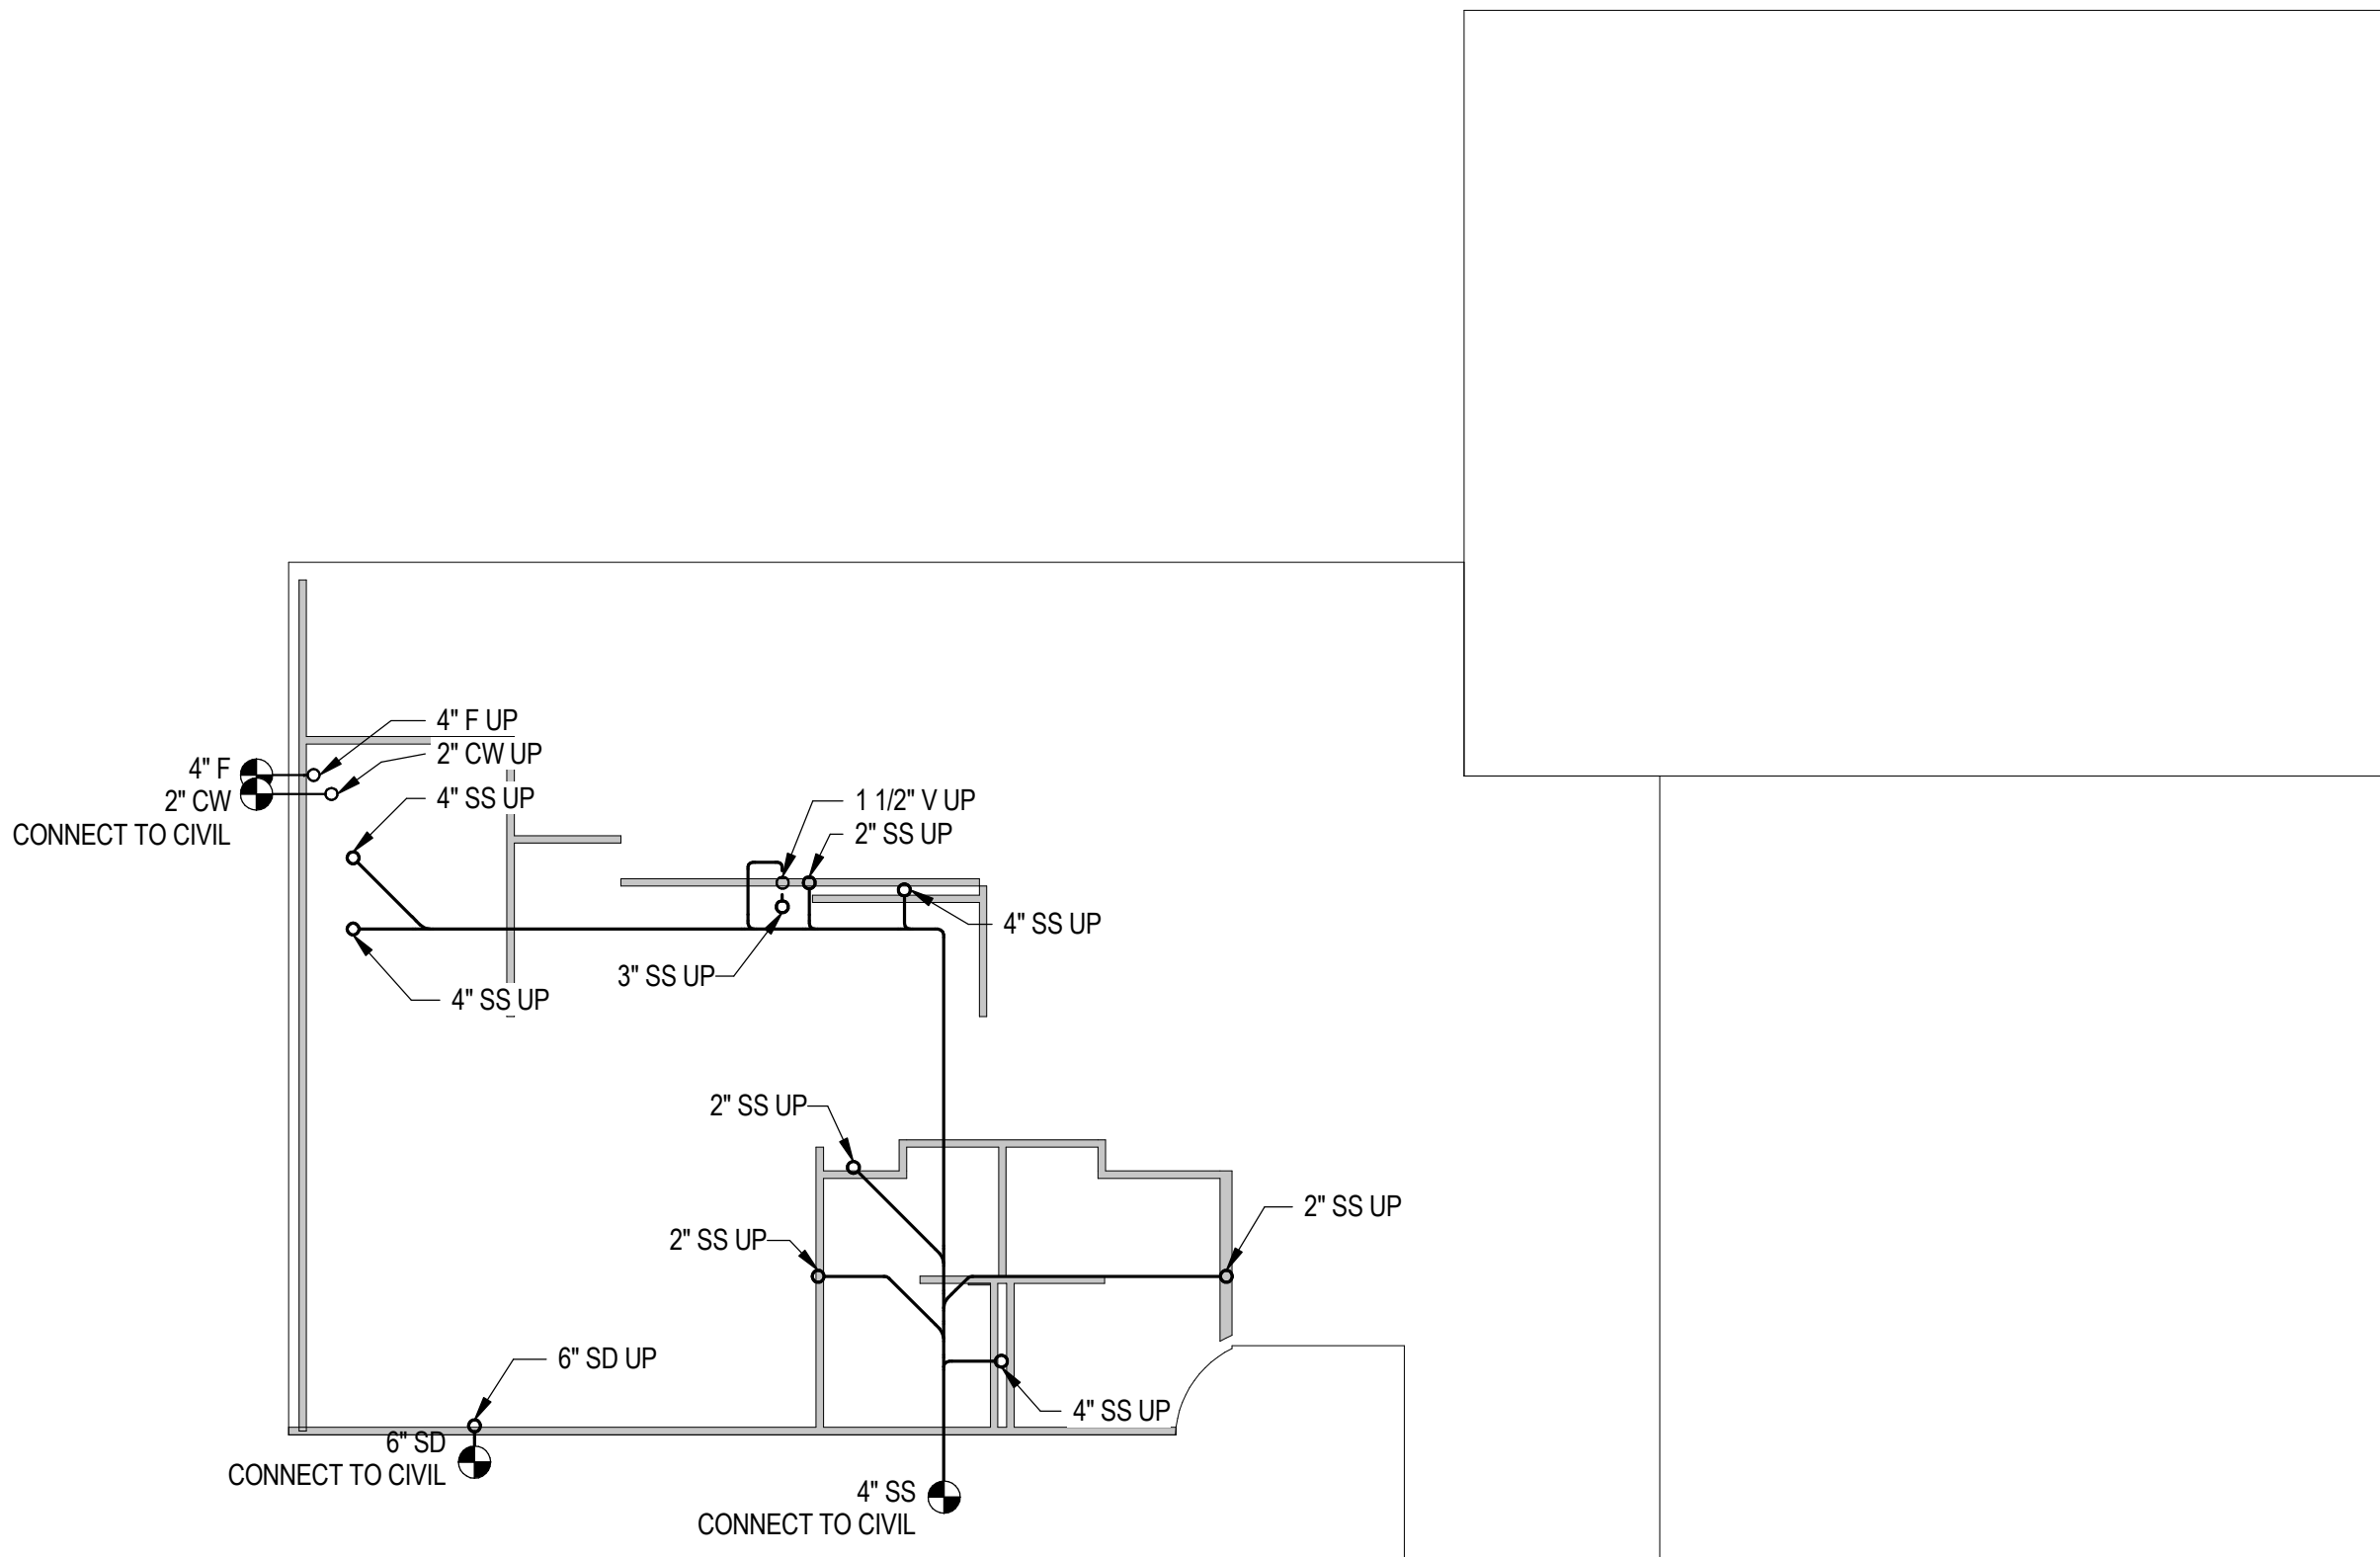 4" F UP
2" CW UP
4" F
2" CW
CONNECT TO CIVIL
4" SS UP
1 1/2" V UP
2" SS UP
4" SS UP
3" SS UP
4" SS UP
2" SS UP
2" SS UP
2" SS UP
6" SD UP
4" SS UP
6" SD
CONNECT TO CIVIL
4" SS
CONNECT TO CIVIL